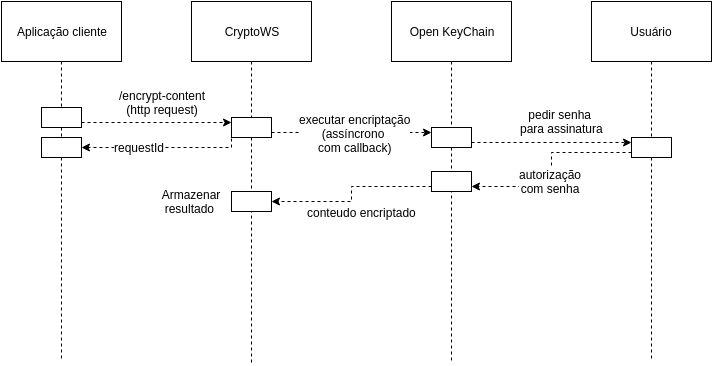 Aplicação cliente
CryptoWS
Open KeyChain
Usuário
/encrypt-content
(http request)
executar encriptação
(assíncrono
com callback)
pedir senha
para assinatura
requestId
autorização
com senha
Armazenar
resultado
conteudo encriptado